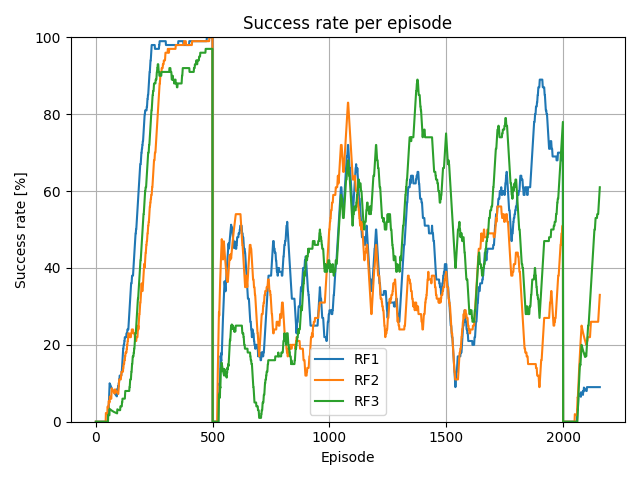 Success rate per episode
Success rate [%]
100
80
60
40
20
0
RF1
RF2
RF3
0 500 1000 1500 2000
Episode